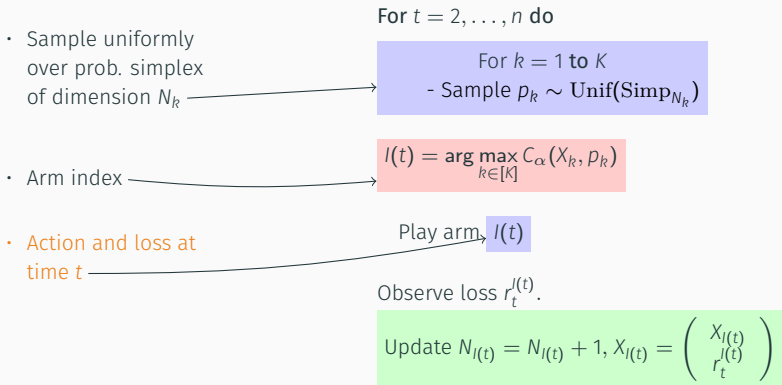 For t = 2, . . . , n do
• Sample uniformly
over prob. simplex
of dimension N_k
For k = 1 to K
- Sample p_k ∼ Unif(Simp_{N_k})
• Arm index
I(t) = arg max_{k∈[K]} C_α(X_k, p_k)
• Action and loss at
time t
Play arm I(t)
Observe loss r_t^{I(t)}.
Update N_{I(t)} = N_{I(t)} + 1, X_{I(t)} = ( X_{I(t)}
r_t^{I(t)} )